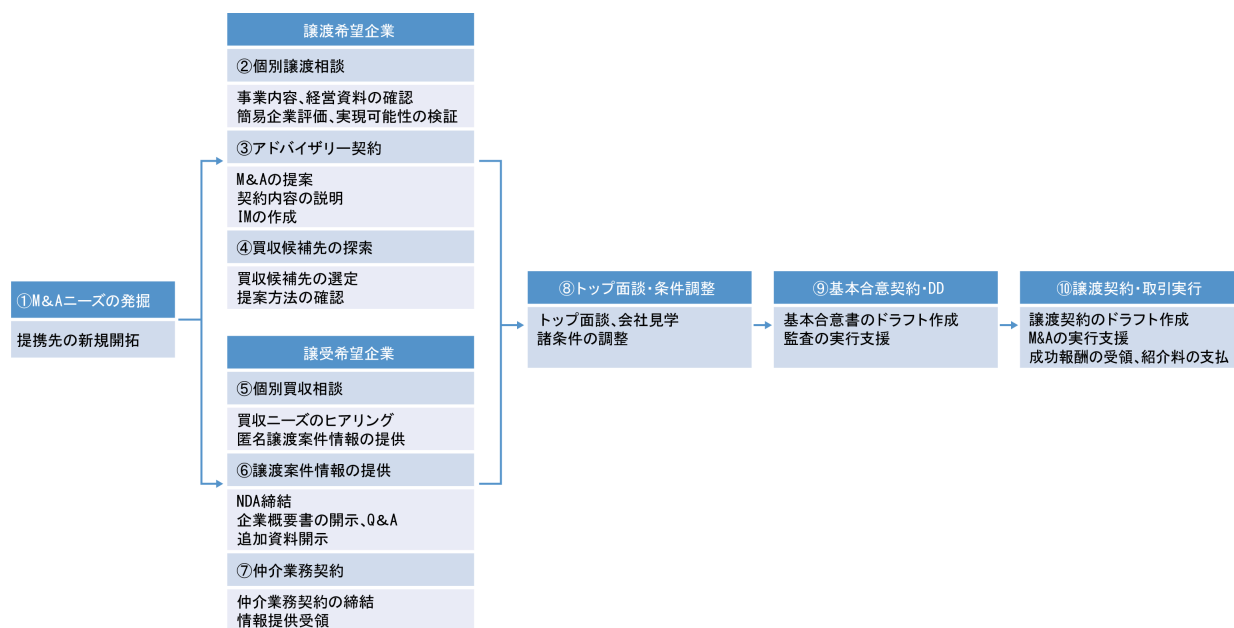 ①M&Aニーズの発掘
提携先の新規開拓
譲渡希望企業
②個別譲渡相談
事業内容、経営資料の確認
簡易企業評価、実現可能性の検証
③アドバイザリー契約
M&Aの提案
契約内容の説明
IMの作成
④買収候補先の探索
買収候補先の選定
提案方法の確認
譲受希望企業
⑤個別買収相談
買収ニーズのヒアリング
匿名譲渡案件情報の提供
⑥譲渡案件情報の提供
NDA締結
企業概要書の開示、Q&A
追加資料開示
⑦仲介業務契約
仲介業務契約の締結
情報提供受領
⑧トップ面談・条件調整
トップ面談、会社見学
諸条件の調整
⑨基本合意契約・DD
基本合意書のドラフト作成
監査の実行支援
⑩譲渡契約・取引実行
譲渡契約のドラフト作成
M&Aの実行支援
成功報酬の受領、紹介料の支払